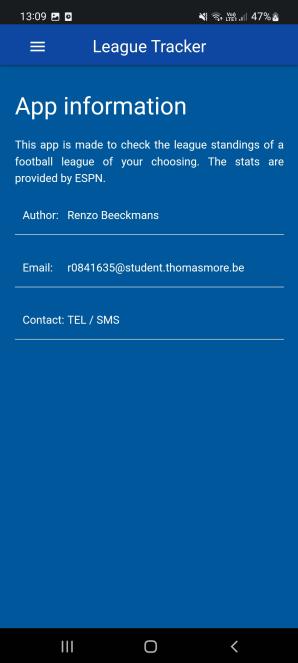 13:09 47%
League Tracker
App information
This app is made to check the league standings of a
football league of your choosing. The stats are
provided by ESPN.
Author: Renzo Beeckmans
Email: r0841635@student.thomasmore.be
Contact: TEL / SMS